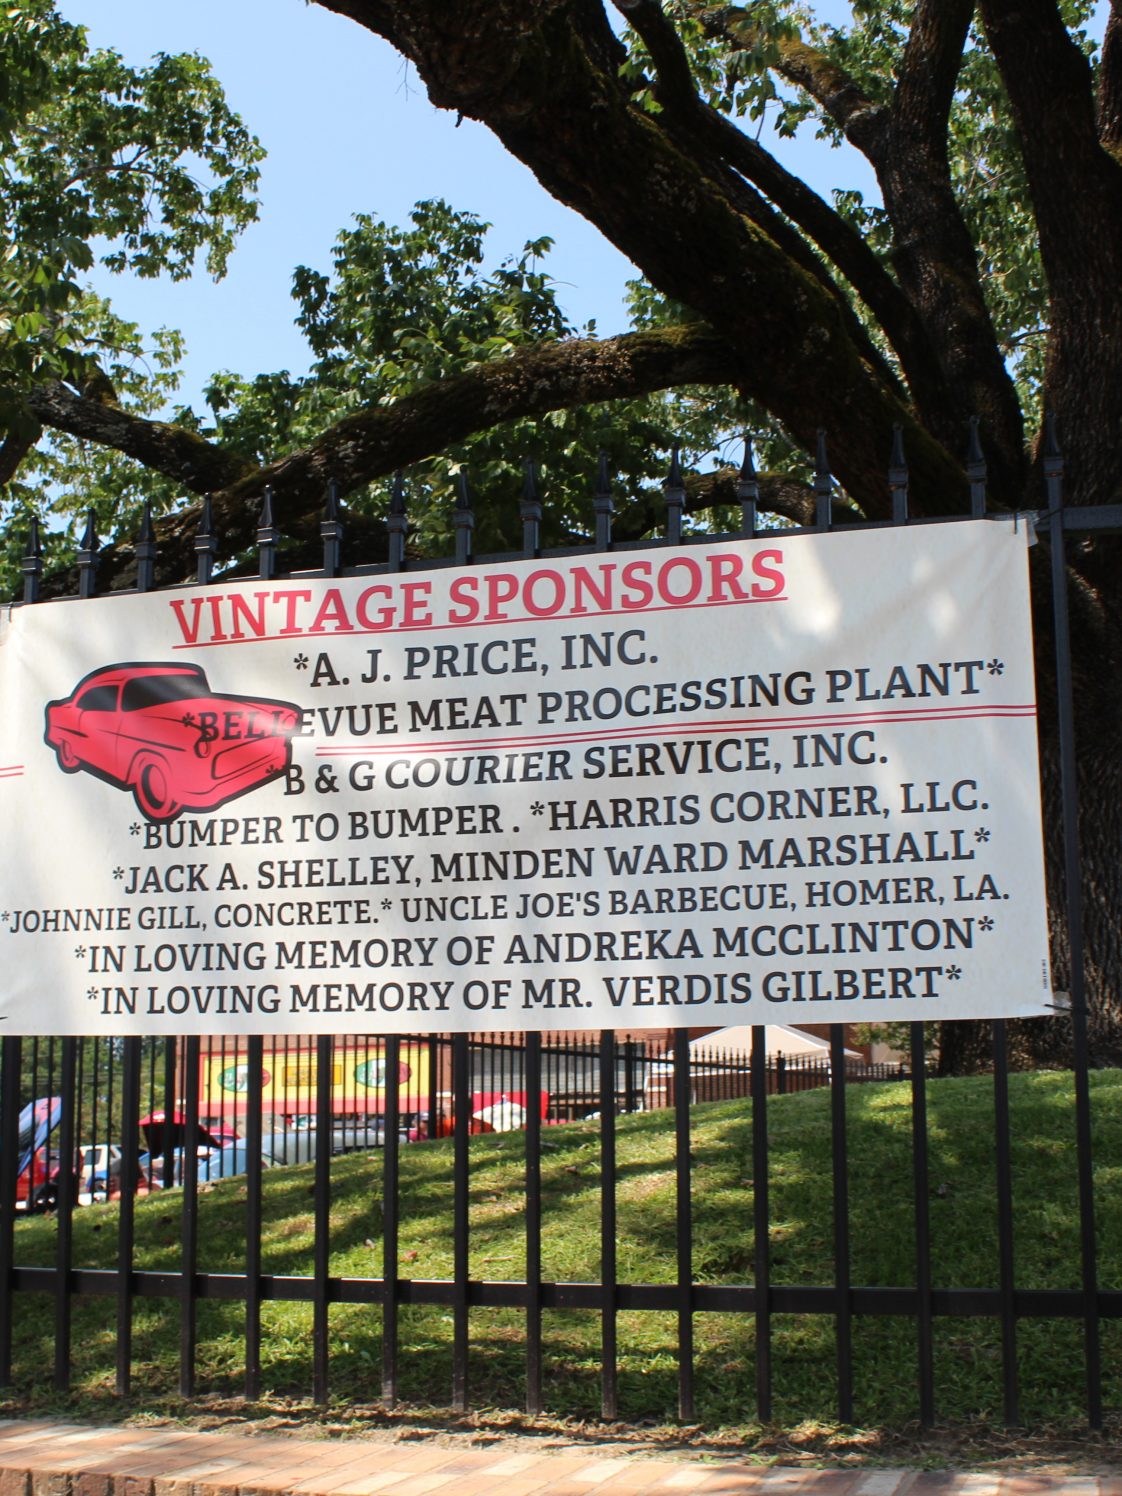 VINTAGE SPONSORS
*A. J. PRICE, INC.
*BELLEVUE MEAT PROCESSING PLANT*
*B & G COURIER SERVICE, INC.
*BUMPER TO BUMPER . *HARRIS CORNER, LLC.
*JACK A. SHELLEY, MINDEN WARD MARSHALL*
*JOHNNIE GILL, CONCRETE.* UNCLE JOE'S BARBECUE, HOMER, LA.
*IN LOVING MEMORY OF ANDREKA MCCLINTON*
*IN LOVING MEMORY OF MR. VERDIS GILBERT*